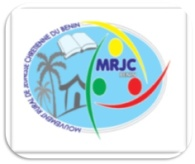 MOUVEMENT RURAL DE JEUNESSE CHRETIENNE DU BENIN
MRJC